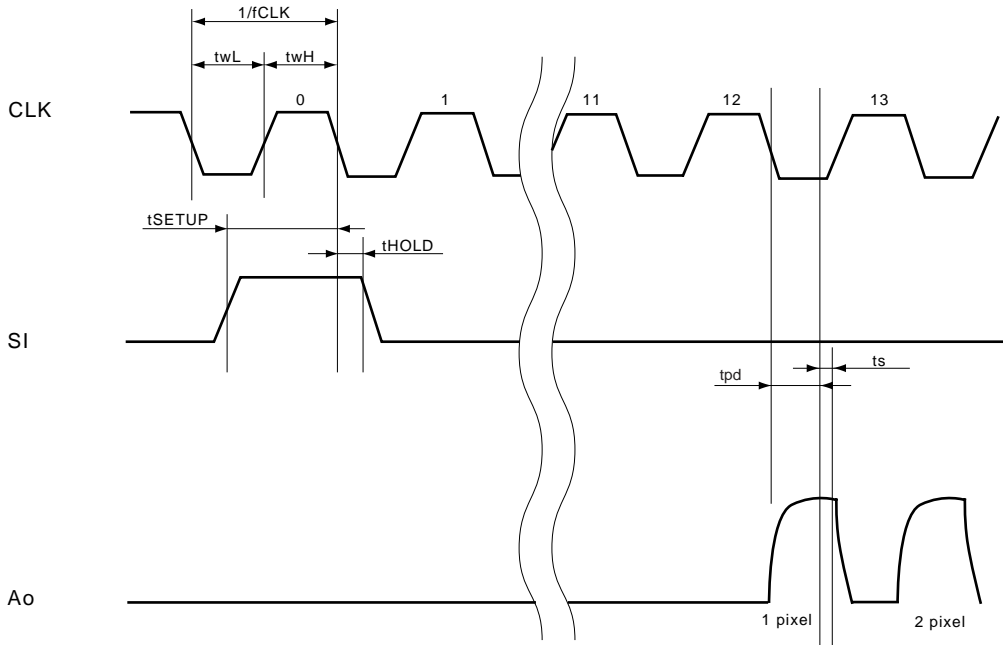 1/fCLK
twL twH
CLK
0 1 11 12 13
tSETUP
tHOLD
SI
ts
tpd
Ao
1 pixel 2 pixel